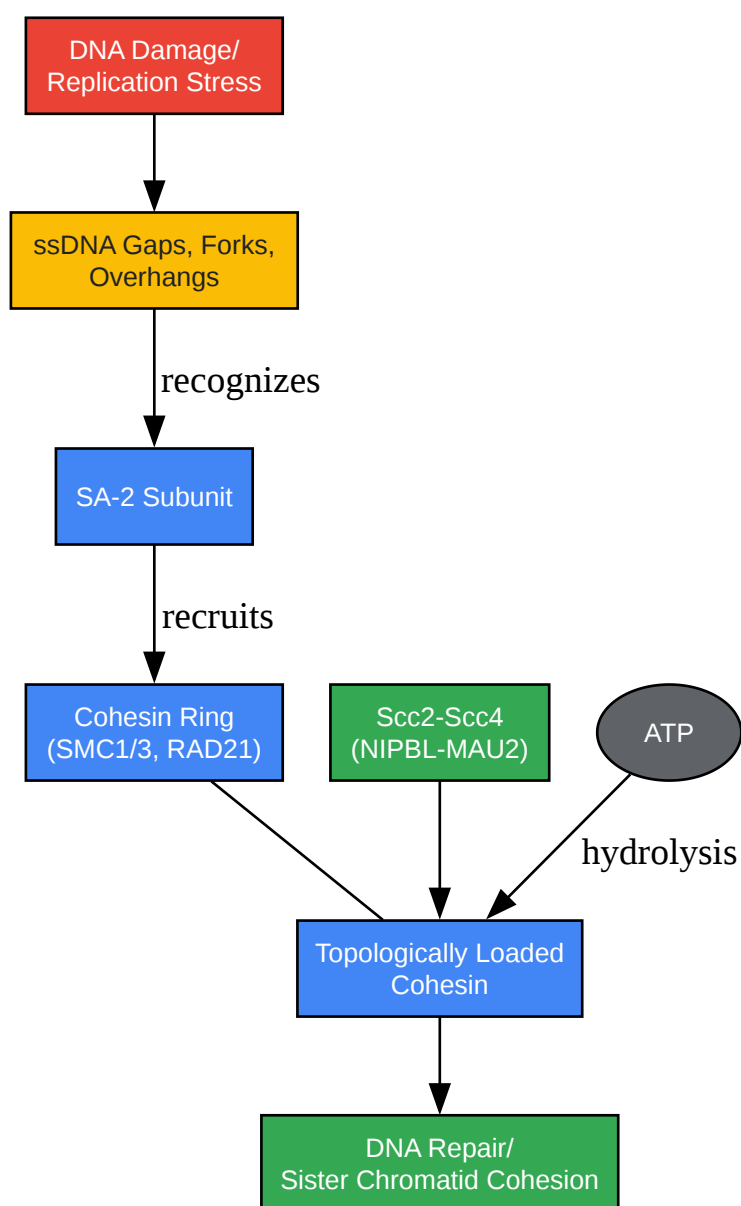 DNA Damage/
Replication Stress
ssDNA Gaps, Forks,
Overhangs
recognizes
SA-2 Subunit
recruits
Cohesin Ring
(SMC1/3, RAD21)
Scc2-Scc4
(NIPBL-MAU2)
ATP
hydrolysis
Topologically Loaded
Cohesin
DNA Repair/
Sister Chromatid Cohesion